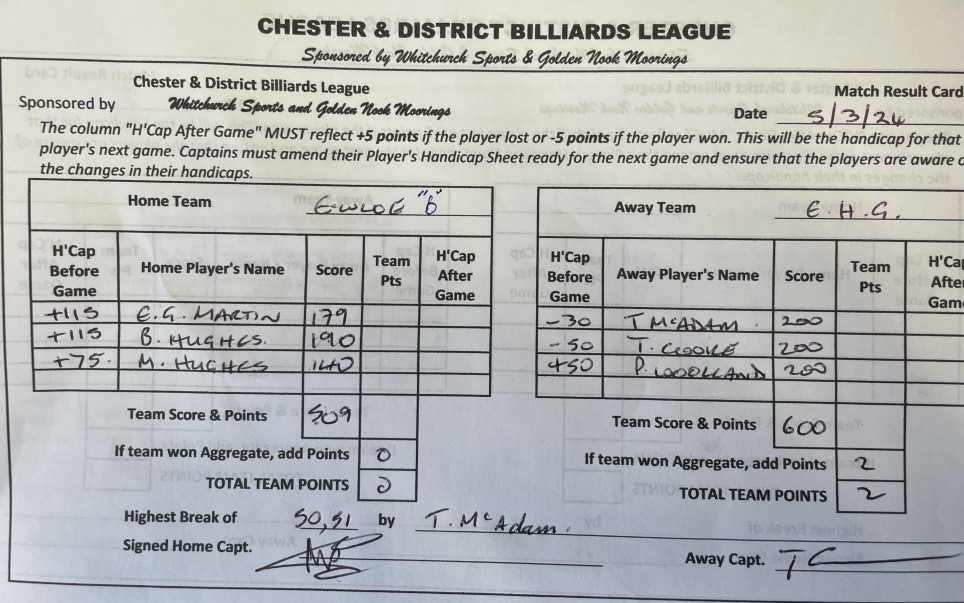 CHESTER & DISTRICT BILLIARDS LEAGUE
Sponsored by Whitchurch Sports & Golden Nook Moorings
Chester & District Billiards League
Match Result Card
Sponsored by Whitchurch Sports and Golden Nook Moorings
Date 5/3/24
The column "H'Cap After Game" MUST reflect +5 points if the player lost or -5 points if the player won. This will be the handicap for that
player's next game. Captains must amend their Player's Handicap Sheet ready for the next game and ensure that the players are aware
the changes in their handicaps.
Home Team EWLOE "B"
H'Cap Before Game Home Player's Name Score Team Pts H'Cap After Game
+115 E.G. MARTIN 179
+115 B. HUGHES. 190
+75. M. HUGHES 140
Team Score & Points 509
If team won Aggregate, add Points 0
TOTAL TEAM POINTS
Away Team E.H.G.
H'Cap Before Game Away Player's Name Score Team Pts H'Cap After Game
-30 T MCADAM. 200
-50 T. COOKE 200
+50 P. WOOLLAND 200
Team Score & Points 600
If team won Aggregate, add Points 2
TOTAL TEAM POINTS 2
Highest Break of 50,51 by T. McAdam.
Signed Home Capt.
Away Capt. TC